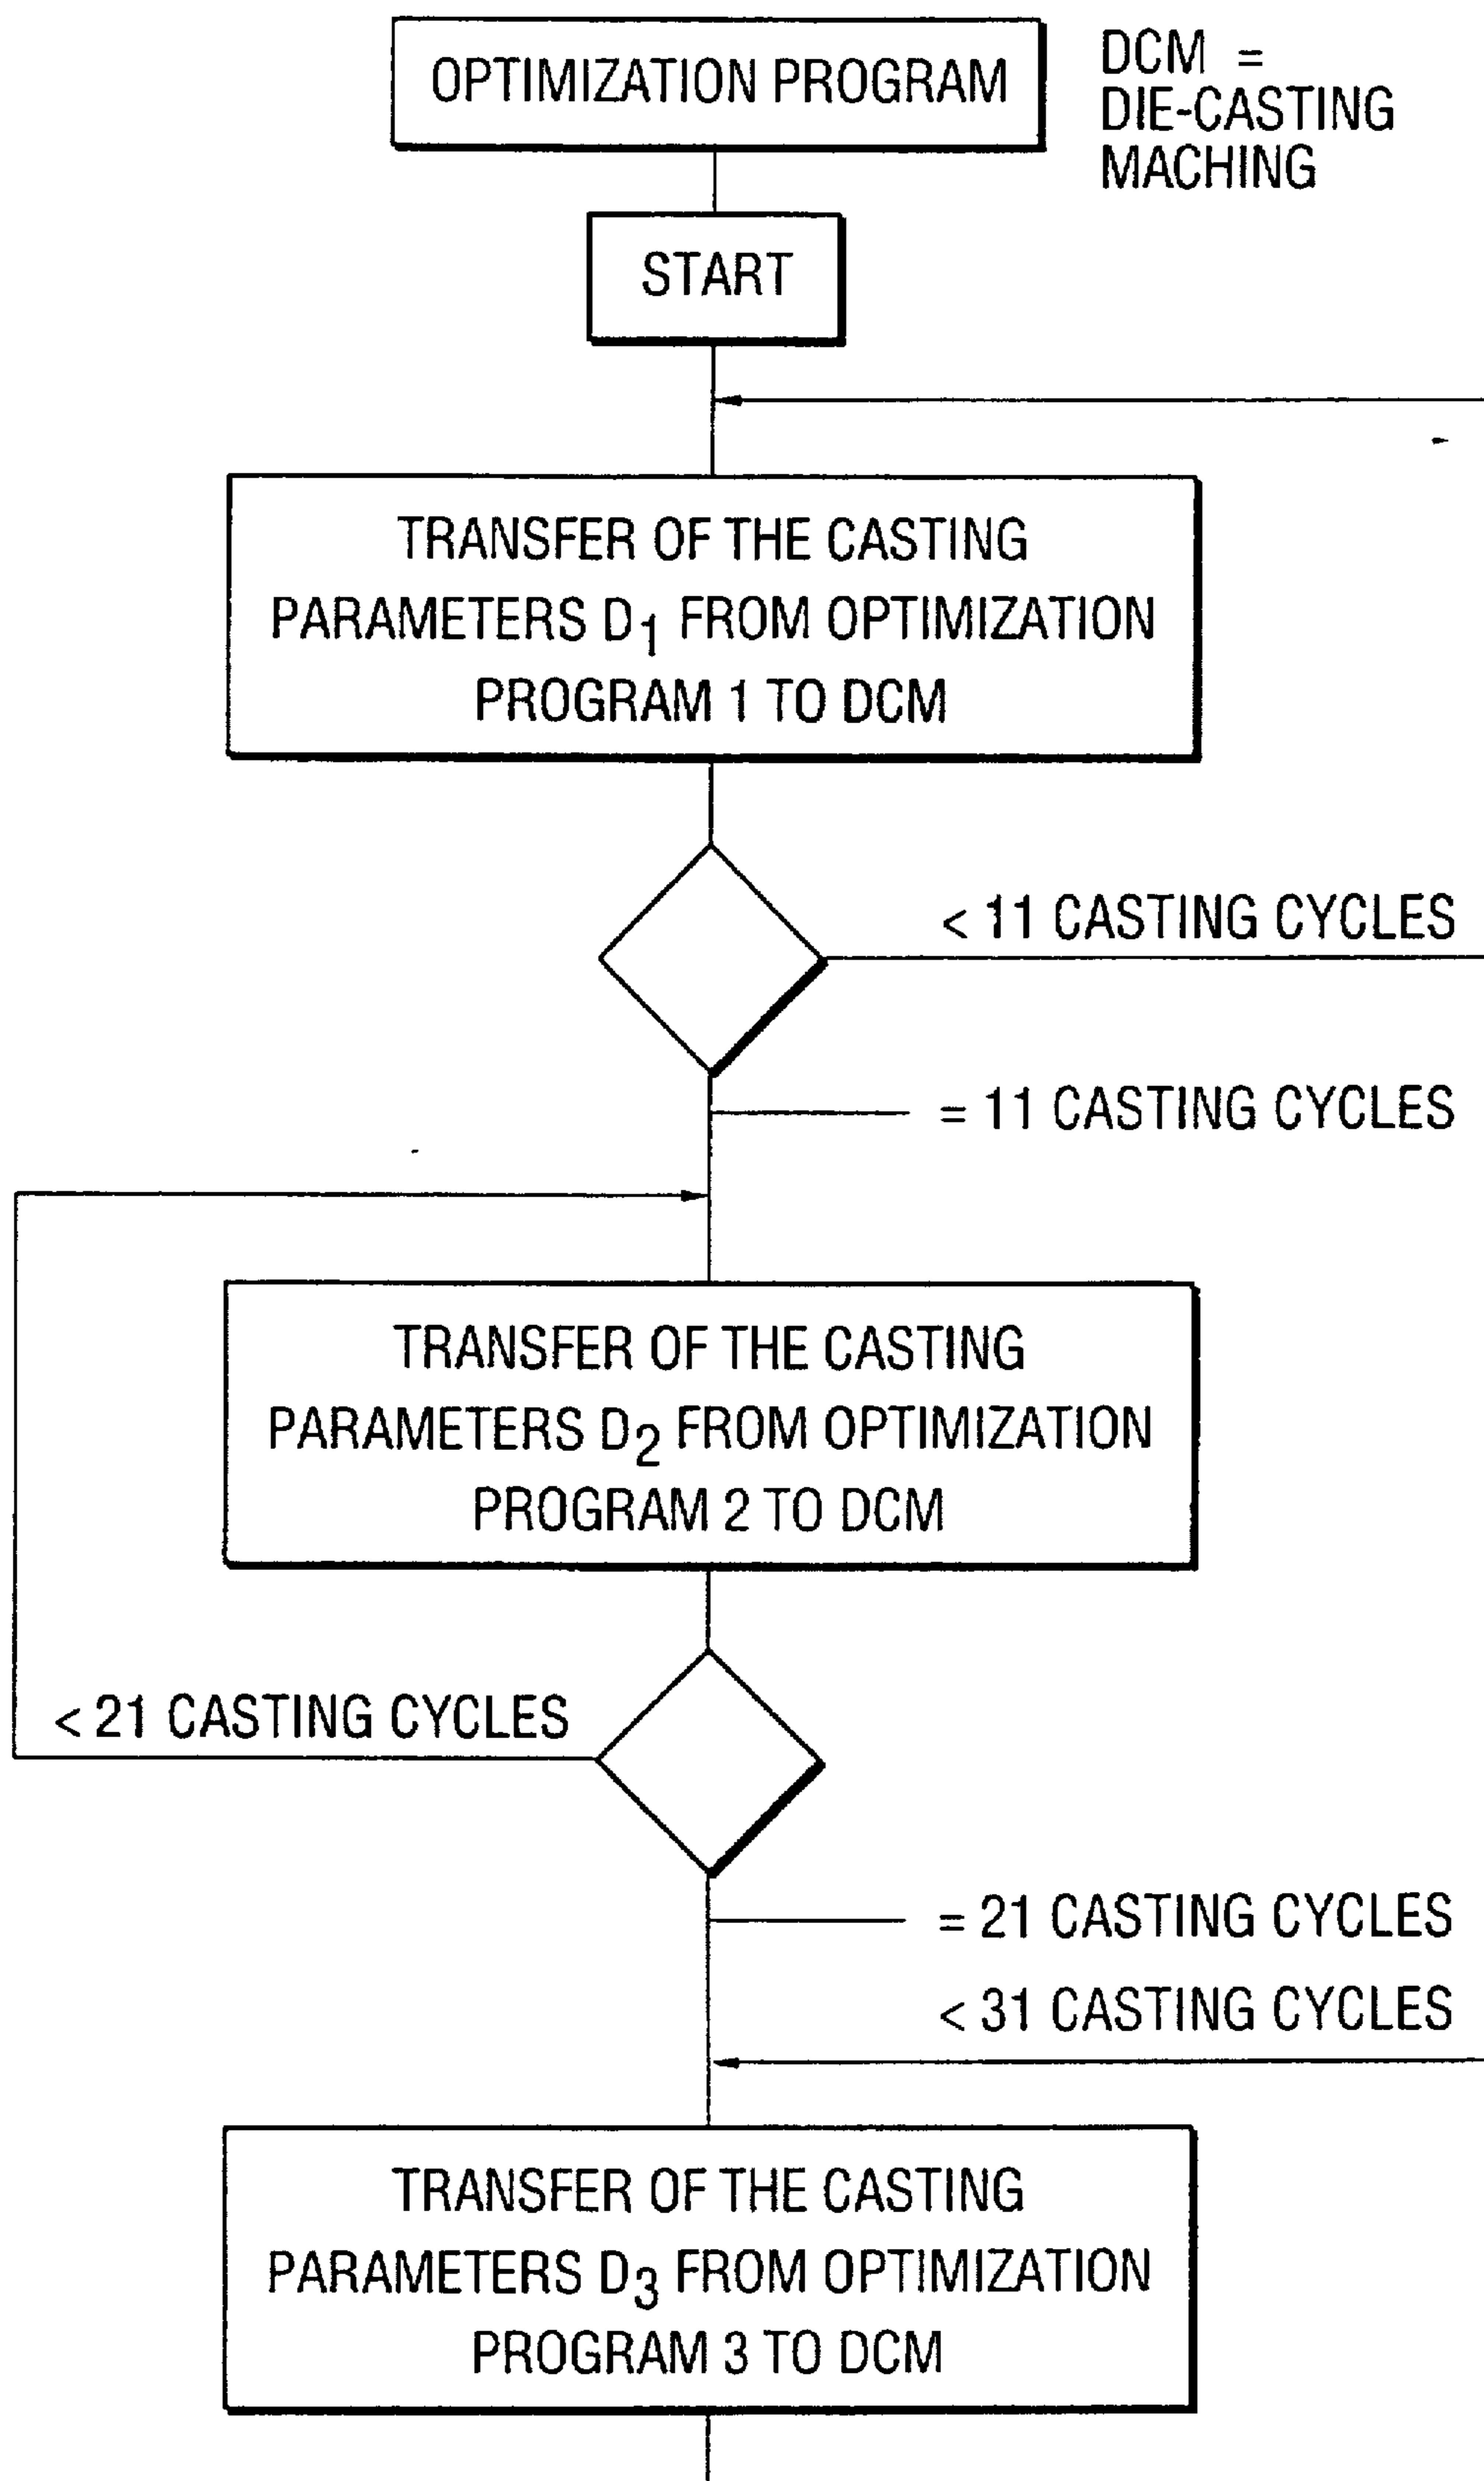 OPTIMIZATION PROGRAM
DCM =
DIE-CASTING
MACHING
START
TRANSFER OF THE CASTING
PARAMETERS D1 FROM OPTIMIZATION
PROGRAM 1 TO DCM
< 11 CASTING CYCLES
= 11 CASTING CYCLES
TRANSFER OF THE CASTING
PARAMETERS D2 FROM OPTIMIZATION
PROGRAM 2 TO DCM
< 21 CASTING CYCLES
= 21 CASTING CYCLES
< 31 CASTING CYCLES
TRANSFER OF THE CASTING
PARAMETERS D3 FROM OPTIMIZATION
PROGRAM 3 TO DCM